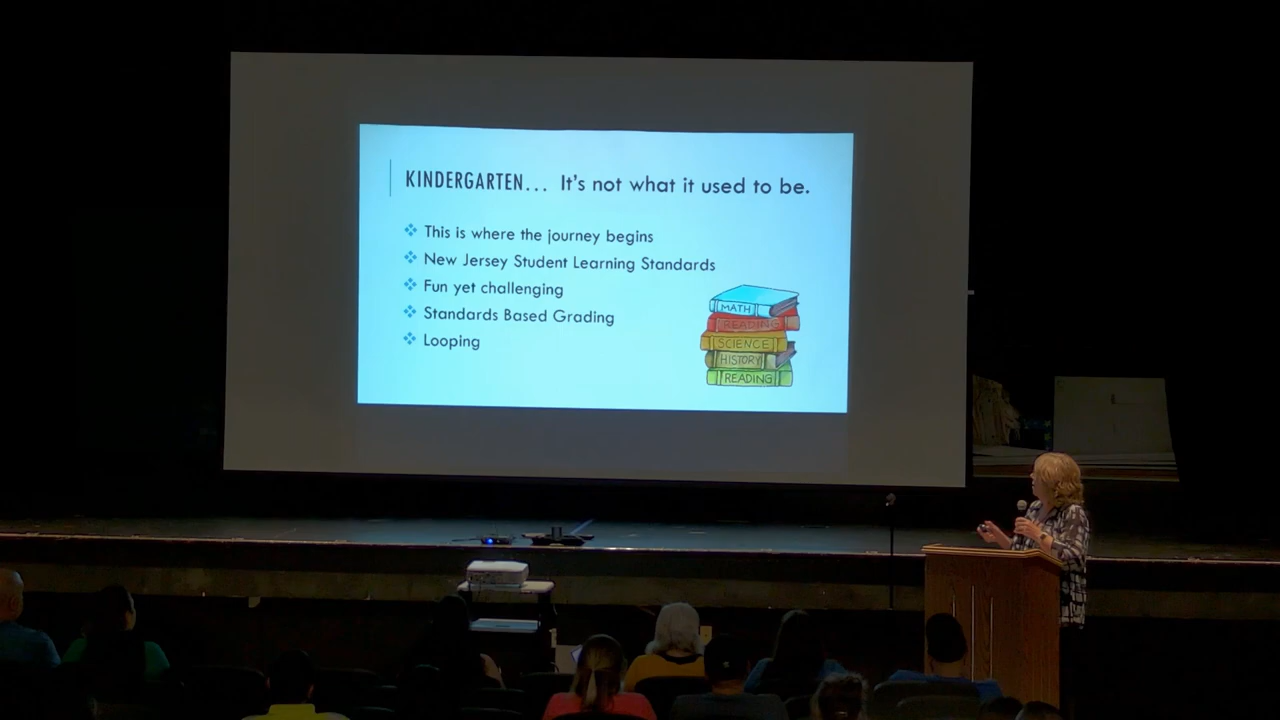 KINDERGARTEN... It's not what it used to be.
This is where the journey begins
New Jersey Student Learning Standards
Fun yet challenging
Standards Based Grading
Looping
MATH
READING
SCIENCE
HISTORY
READING